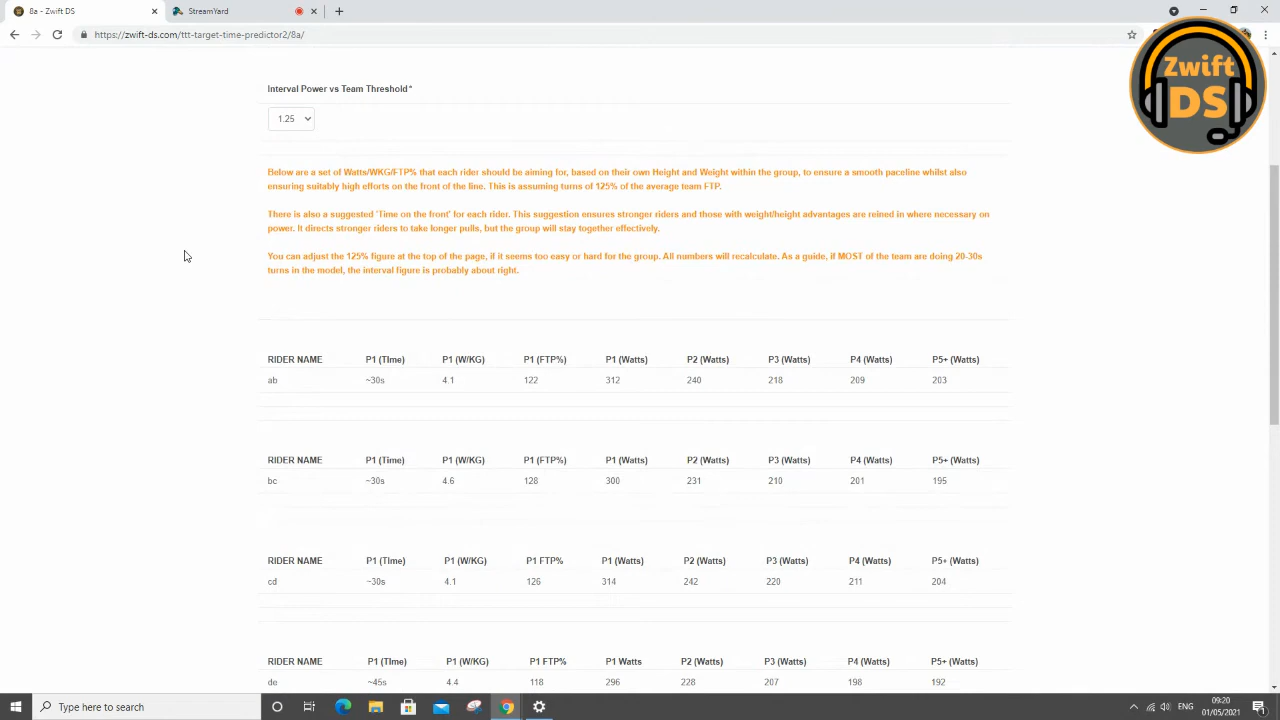 8a - Zwift DS
StreamYard
https://zwift-ds.com/ttt-target-time-predictor2/8a/
Zwift
DS
Interval Power vs Team Threshold*
1.25
Below are a set of Watts/WKG/FTP% that each rider should be aiming for, based on their own Height and Weight within the group, to ensure a smooth paceline whilst also
ensuring suitably high efforts on the front of the line. This is assuming turns of 125% of the average team FTP.
There is also a suggested 'Time on the front' for each rider. This suggestion ensures stronger riders and those with weight/height advantages are reined in where necessary on
power. It directs stronger riders to take longer pulls, but the group will stay together effectively.
You can adjust the 125% figure at the top of the page, if it seems too easy or hard for the group. All numbers will recalculate. As a guide, if MOST of the team are doing 20-30s
turns in the model, the interval figure is probably about right.
RIDER NAME P1 (TIme) P1 (W/KG) P1 (FTP%) P1 (Watts) P2 (Watts) P3 (Watts) P4 (Watts) P5+ (Watts)
ab ~30s 4.1 122 312 240 218 209 203
RIDER NAME P1 (Time) P1 (W/KG) P1 (FTP%) P1 (Watts) P2 (Watts) P3 (Watts) P4 (Watts) P5+ (Watts)
bc ~30s 4.6 128 300 231 210 201 195
RIDER NAME P1 (TIme) P1 (W/KG) P1 FTP% P1 (Watts) P2 (Watts) P3 (Watts) P4 (Watts) P5+ (Watts)
cd ~30s 4.1 126 314 242 220 211 204
RIDER NAME P1 (TIme) P1 (W/KG) P1 FTP% P1 Watts P2 (Watts) P3 (Watts) P4 (Watts) P5+ (Watts)
de ~45s 4.4 118 296 228 207 198 192
Type here to search
09:20
01/05/2021